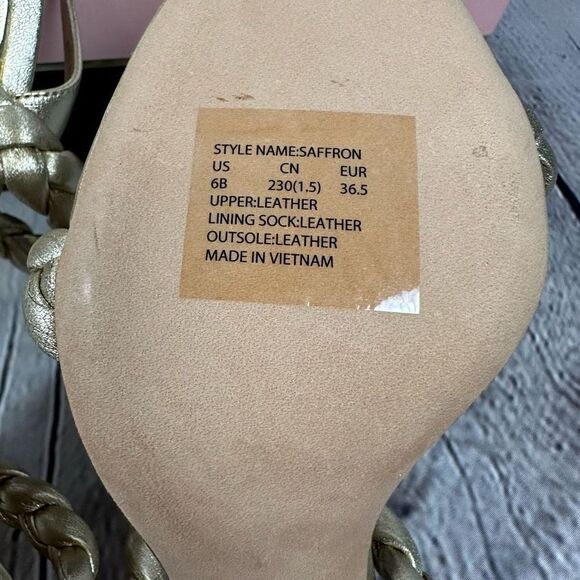 STYLE NAME:SAFFRON
US CN EUR
6B 230(1.5) 36.5
UPPER:LEATHER
LINING SOCK:LEATHER
OUTSOLE:LEATHER
MADE IN VIETNAM